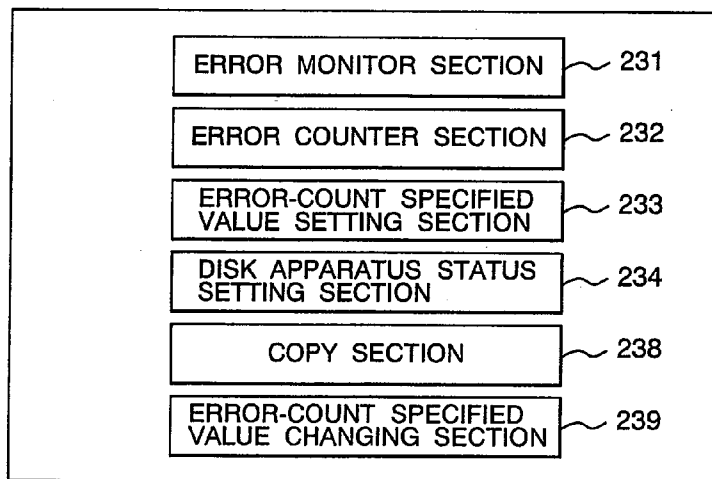 ERROR MONITOR SECTION 231
ERROR COUNTER SECTION 232
ERROR-COUNT SPECIFIED
VALUE SETTING SECTION 233
DISK APPARATUS STATUS
SETTING SECTION 234
COPY SECTION 238
ERROR-COUNT SPECIFIED
VALUE CHANGING SECTION 239